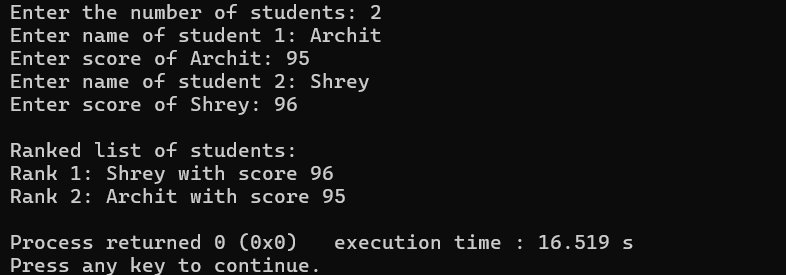 Enter the number of students: 2
Enter name of student 1: Archit
Enter score of Archit: 95
Enter name of student 2: Shrey
Enter score of Shrey: 96

Ranked list of students:
Rank 1: Shrey with score 96
Rank 2: Archit with score 95

Process returned 0 (0x0)   execution time : 16.519 s
Press any key to continue.